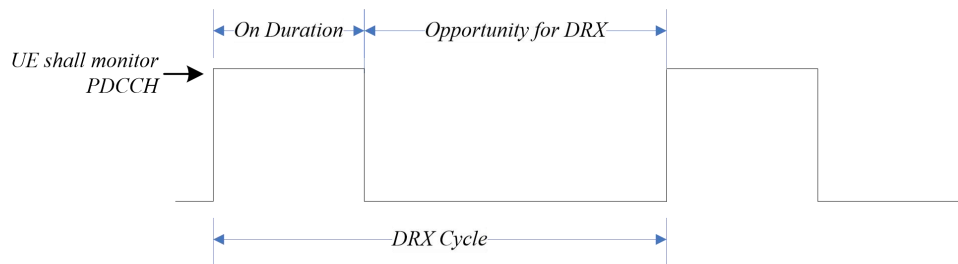 On Duration
Opportunity for DRX
UE shall monitor
PDCCH
DRX Cycle